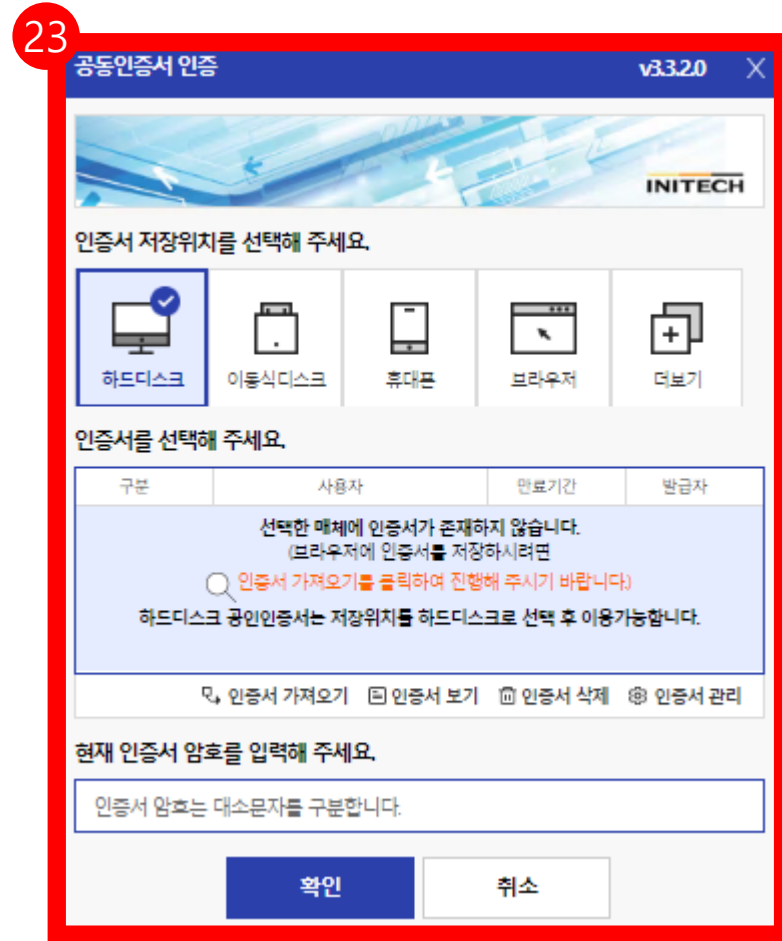 23
공동인증서 인증 v3.3.2.0 X
INITECH
인증서 저장위치를 선택해 주세요.
하드디스크 이동식디스크 휴대폰 브라우저 더보기
인증서를 선택해 주세요.
구분 사용자 만료기간 발급자
선택한 매체에 인증서가 존재하지 않습니다.
(브라우저에 인증서를 저장하시려면
인증서 가져오기를 클릭하여 진행해 주시기 바랍니다.)
하드디스크 공인인증서는 저장위치를 하드디스크로 선택 후 이용가능합니다.
인증서 가져오기 인증서 보기 인증서 삭제 인증서 관리
현재 인증서 암호를 입력해 주세요.
인증서 암호는 대소문자를 구분합니다.
확인 취소